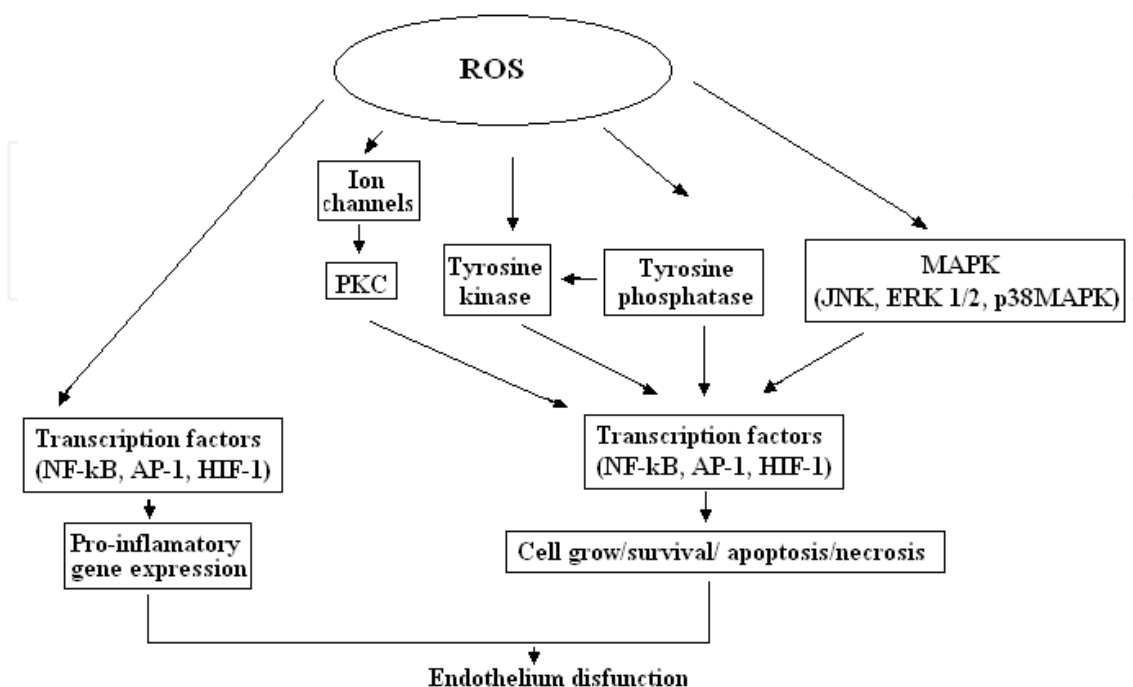 ROS
Ion
channels
PKC
Tyrosine
kinase
Tyrosine
phosphatase
MAPK
(JNK, ERK 1/2, p38MAPK)
Transcription factors
(NF-kB, AP-1, HIF-1)
Transcription factors
(NF-kB, AP-1, HIF-1)
Pro-inflamatory
gene expression
Cell grow/survival/ apoptosis/necrosis
Endothelium disfunction